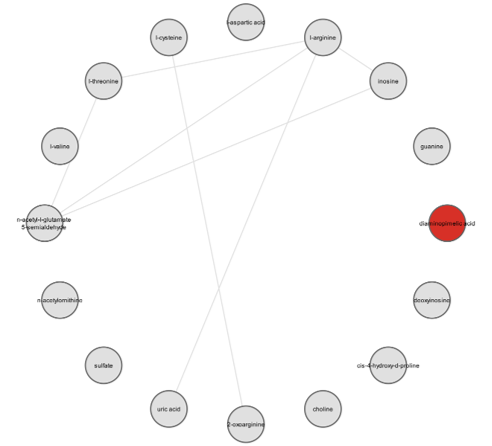 l-aspartic acid
l-cysteine
l-arginine
l-threonine
inosine
l-valine
guanine
n-acetyl-l-glutamate
5-semialdehyde
diaminopimelic acid
n-acetylornithine
deoxyinosine
sulfate
cis-4-hydroxy-d-proline
uric acid
choline
2-oxoarginine